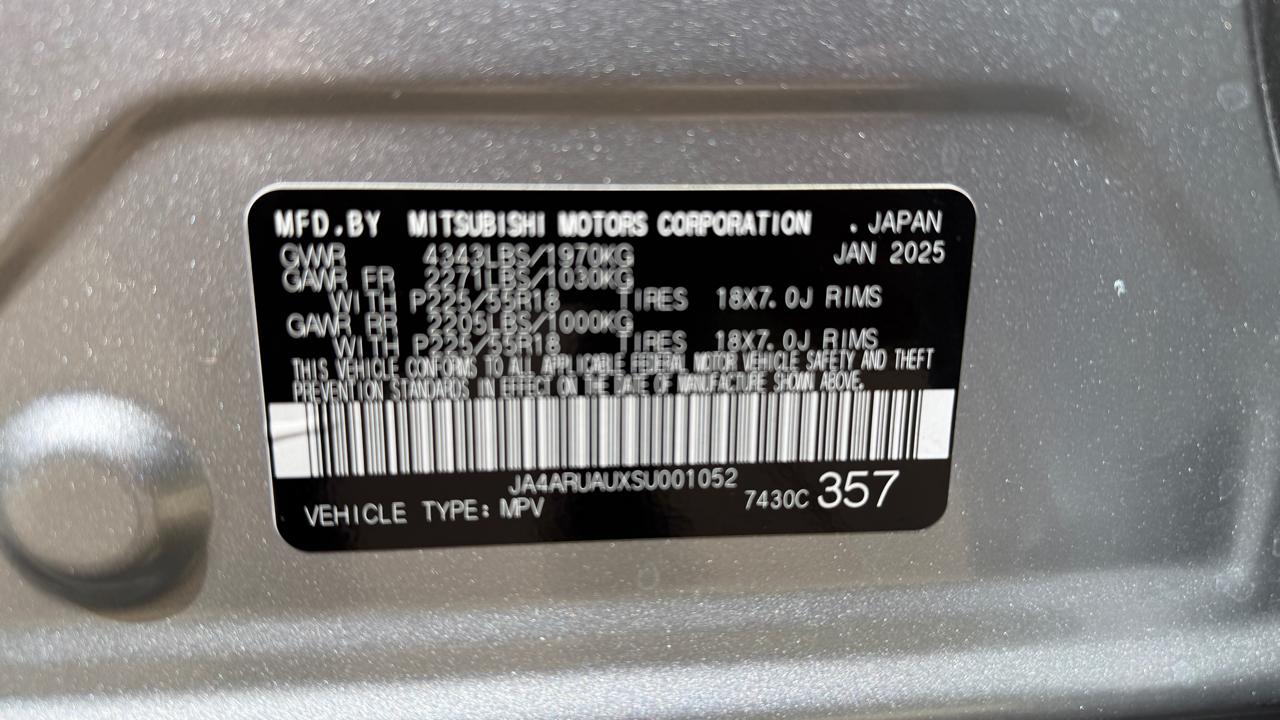 MFD.BY MITSUBISHI MOTORS CORPORATION . JAPAN
GVWR 4343LBS/1970KG JAN 2025
GAWR FR 2271LBS/1030KG
WITH P225/55R18 TIRES 18X7.0J RIMS
GAWR RR 2205LBS/1000KG
WITH P225/55R18 TIRES 18X7.0J RIMS
THIS VEHICLE CONFORMS TO ALL APPLICABLE FEDERAL MOTOR VEHICLE SAFETY AND THEFT
PREVENTION STANDARDS IN EFFECT ON THE DATE OF MANUFACTURE SHOWN ABOVE.
JA4ARUAUXSU001052
VEHICLE TYPE: MPV 7430C 357